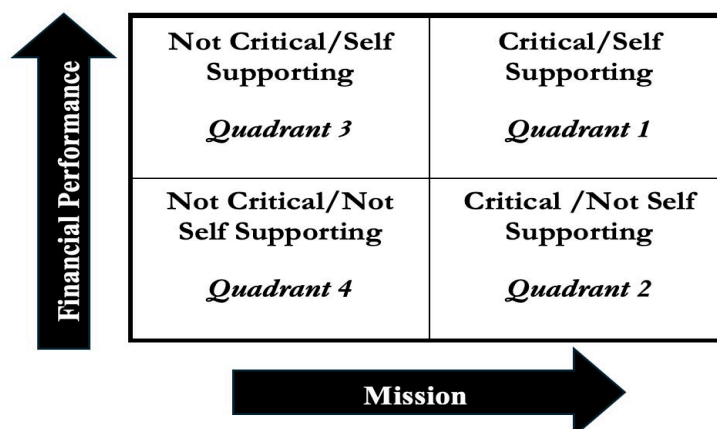 Financial Performance
Not Critical/Self
Supporting
Quadrant 3
Critical/Self
Supporting
Quadrant 1
Not Critical/Not
Self Supporting
Quadrant 4
Critical /Not Self
Supporting
Quadrant 2
Mission